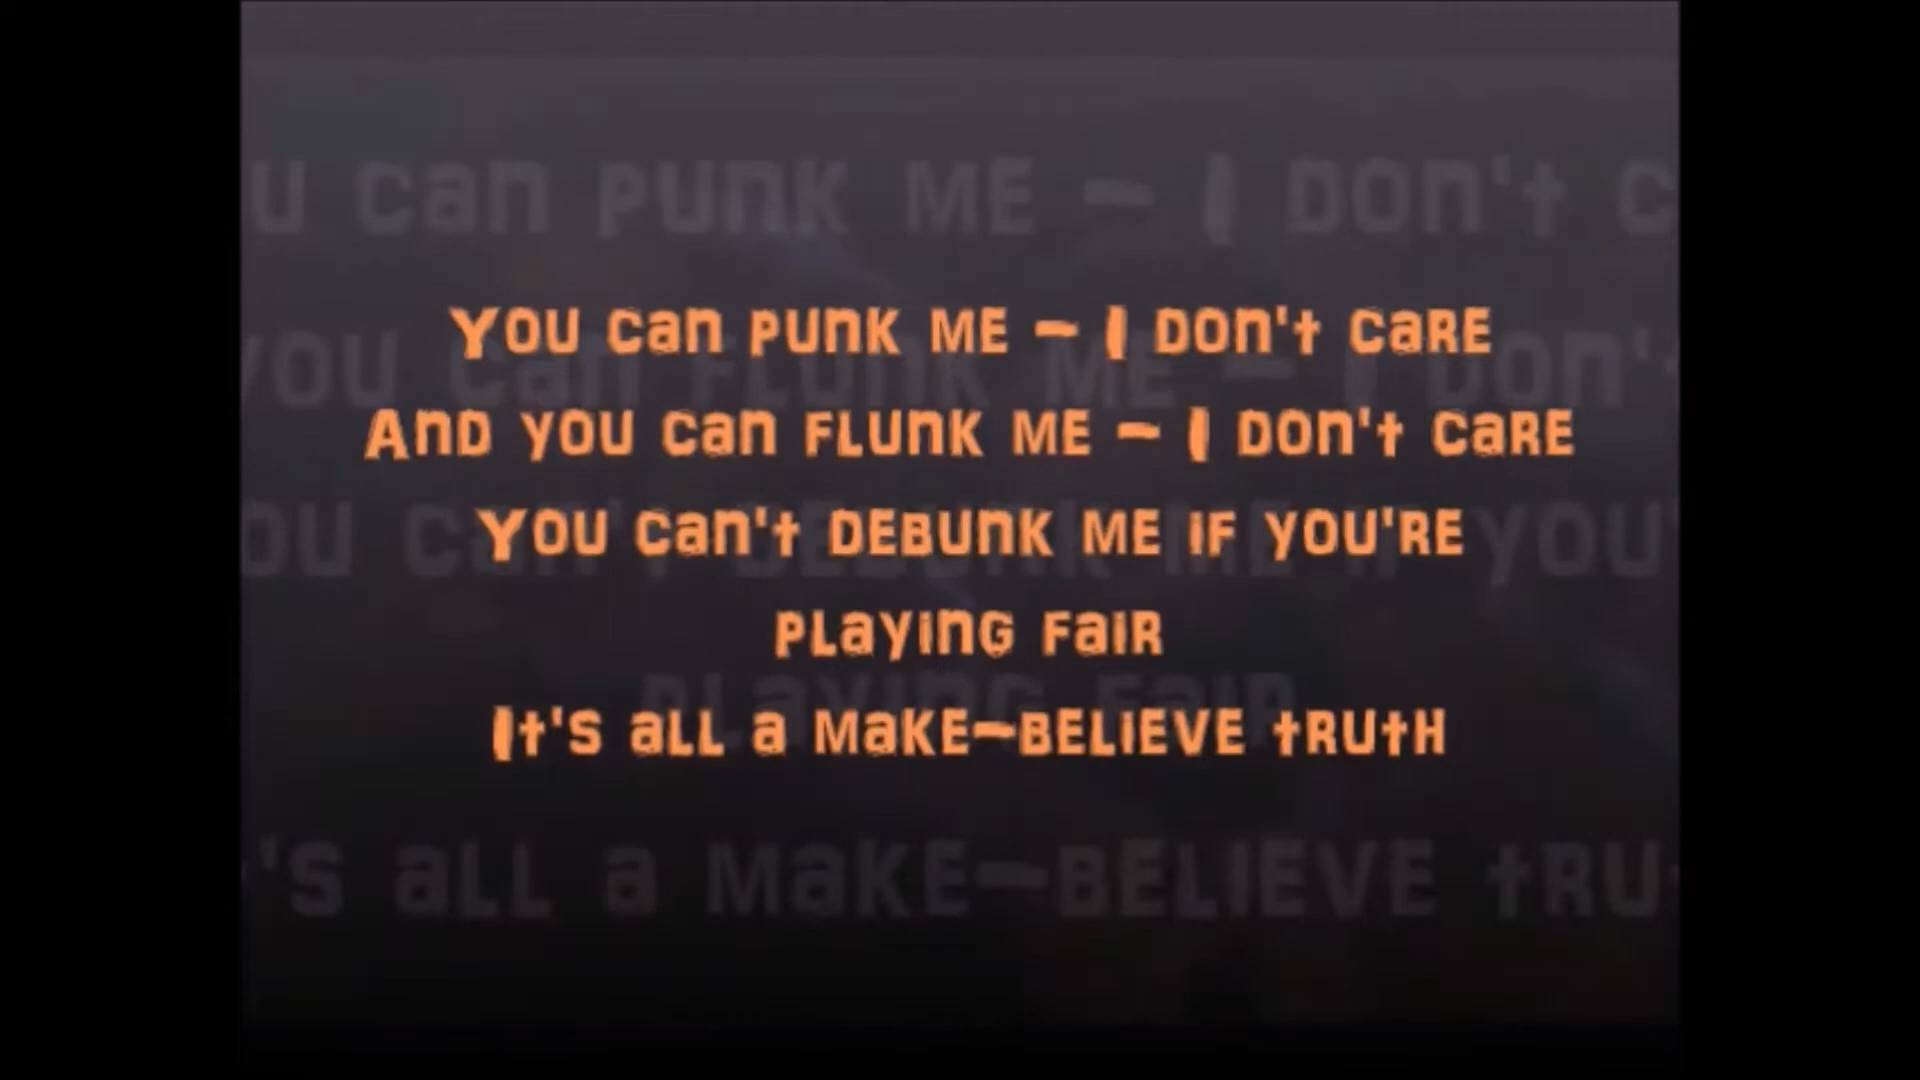 You can punk me - I don't care
And you can flunk me - I don't care
You can't debunk me if you're
playing fair
It's all a make-believe truth